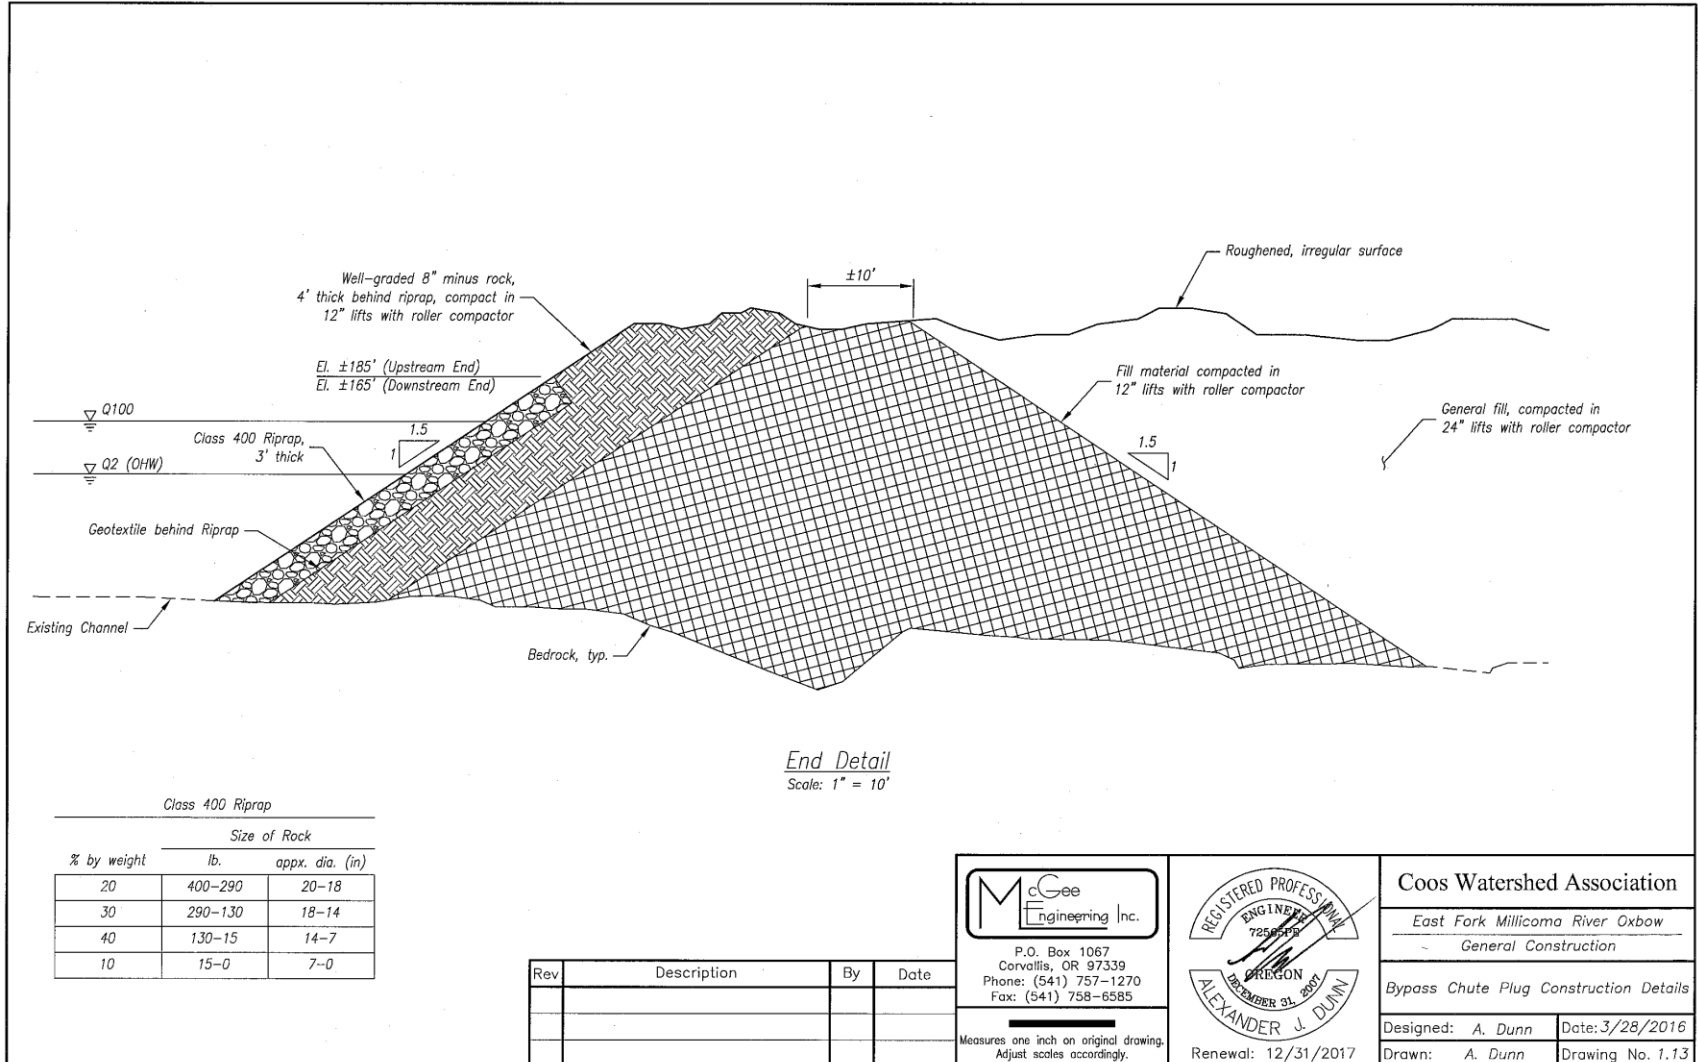 Roughened, irregular surface
±10'
Well-graded 8" minus rock,
4' thick behind riprap, compact in
12" lifts with roller compactor
El. ±185' (Upstream End)
El. ±165' (Downstream End)
Fill material compacted in
12" lifts with roller compactor
General fill, compacted in
24" lifts with roller compactor
Q100
1.5
1
Class 400 Riprap,
3' thick
Q2 (OHW)
1.5
1
Geotextile behind Riprap
Existing Channel
Bedrock, typ.
End Detail
Scale: 1" = 10'
Class 400 Riprap
Size of Rock
% by weight lb. appx. dia. (in)
20 400-290 20-18
30 290-130 18-14
40 130-15 14-7
10 15-0 7-0
Rev Description By Date
McGee
Engineering Inc.
P.O. Box 1067
Corvallis, OR 97339
Phone: (541) 757-1270
Fax: (541) 758-6585
Measures one inch on original drawing.
Adjust scales accordingly.
REGISTERED PROFESSIONAL
ENGINEER
72565PE
OREGON
DECEMBER 31, 2007
ALEXANDER J. DUNN
Renewal: 12/31/2017
Coos Watershed Association
East Fork Millicoma River Oxbow
General Construction
Bypass Chute Plug Construction Details
Designed: A. Dunn Date: 3/28/2016
Drawn: A. Dunn Drawing No. 1.13